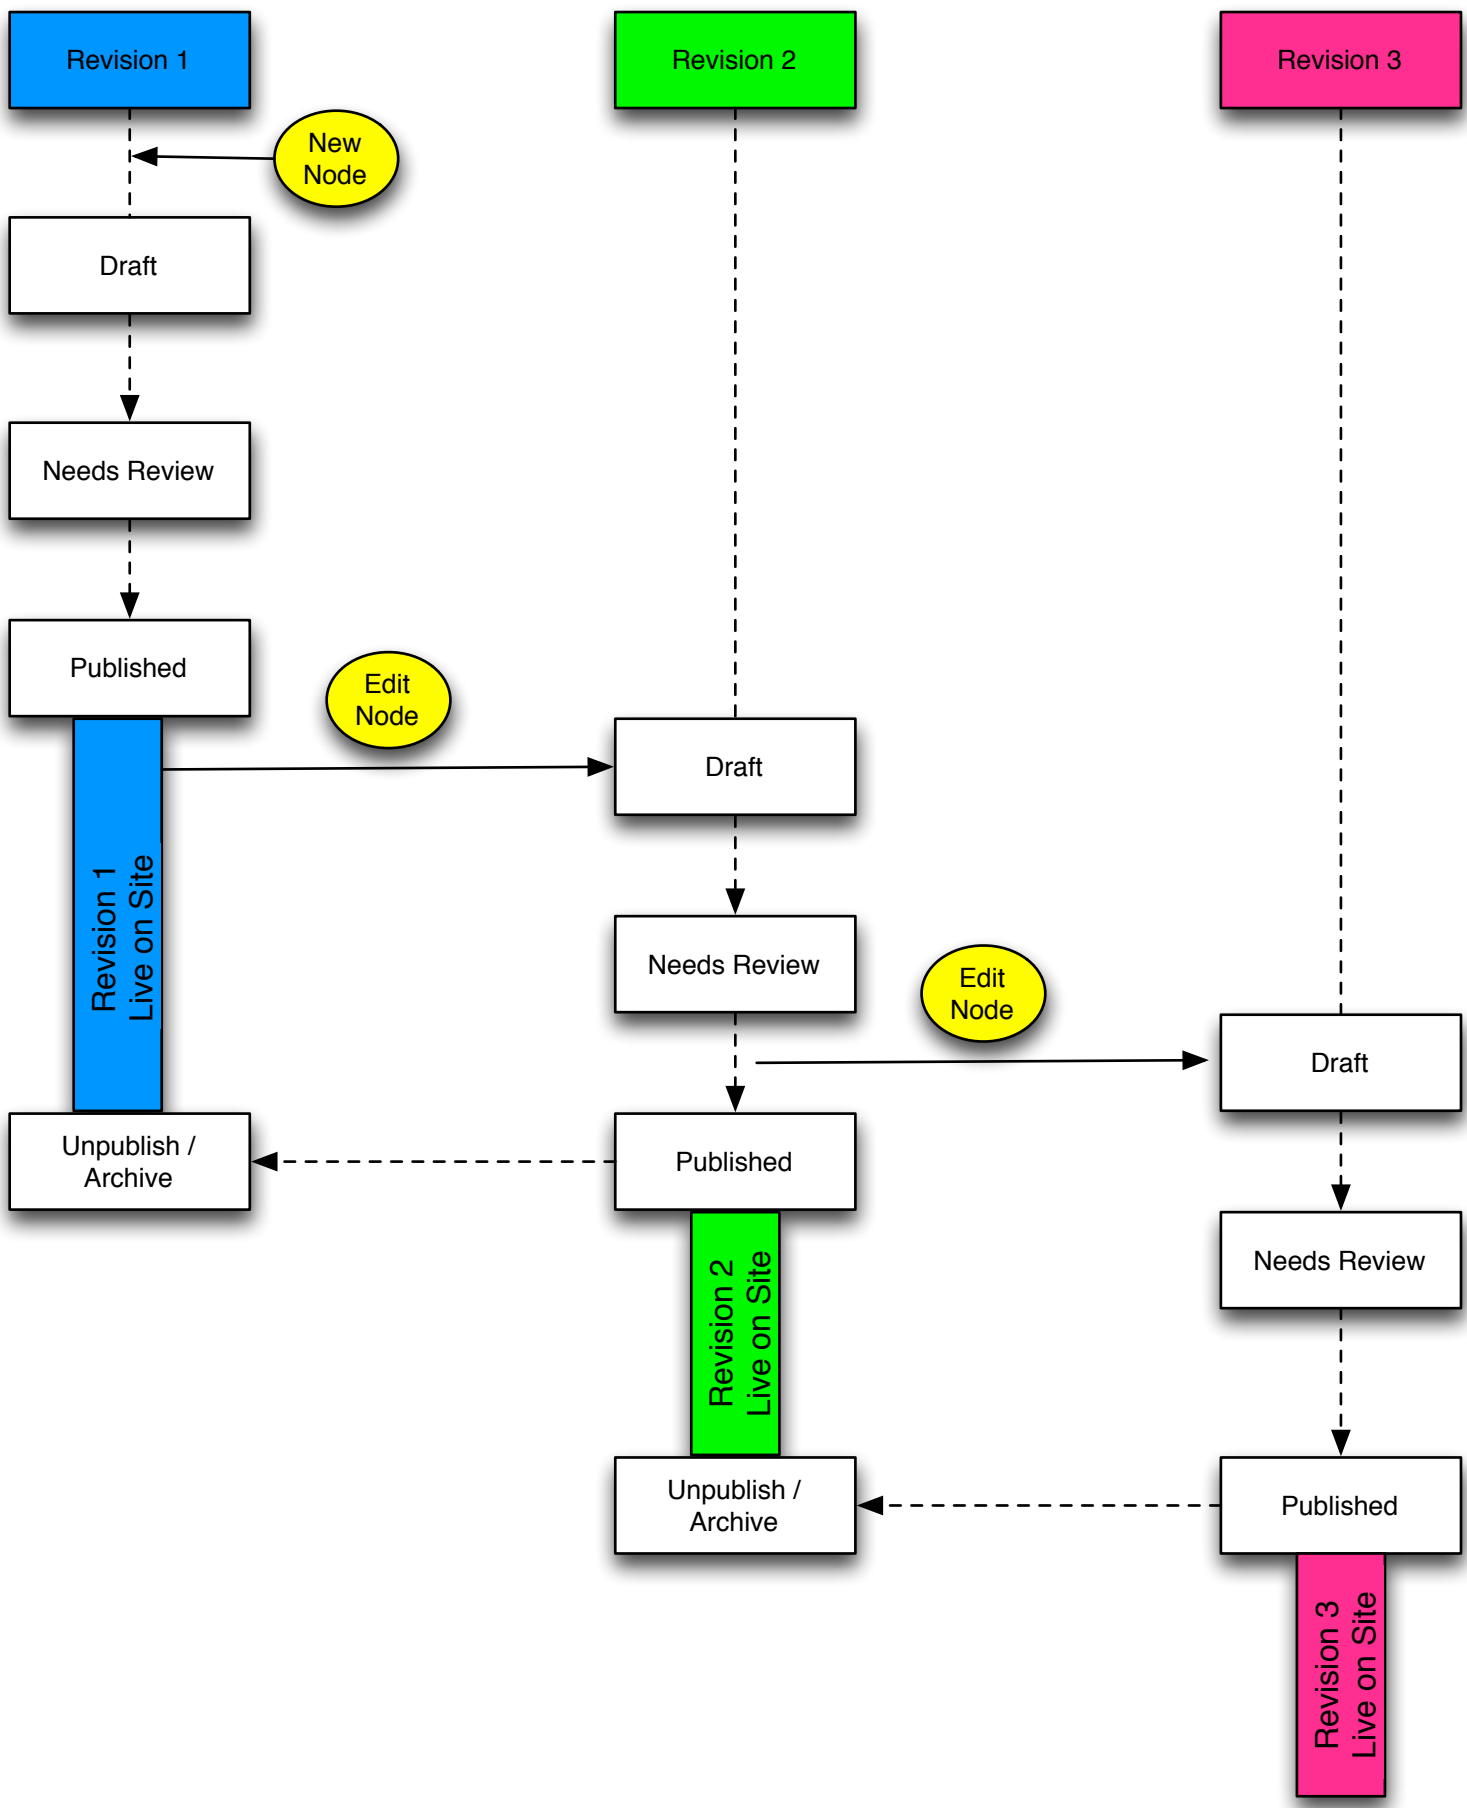 Revision 1
Revision 2
Revision 3
New
Node
Draft
Needs Review
Published
Edit
Node
Draft
Revision 1
Live on Site
Needs Review
Edit
Node
Draft
Unpublish /
Archive
Published
Needs Review
Revision 2
Live on Site
Unpublish /
Archive
Published
Revision 3
Live on Site